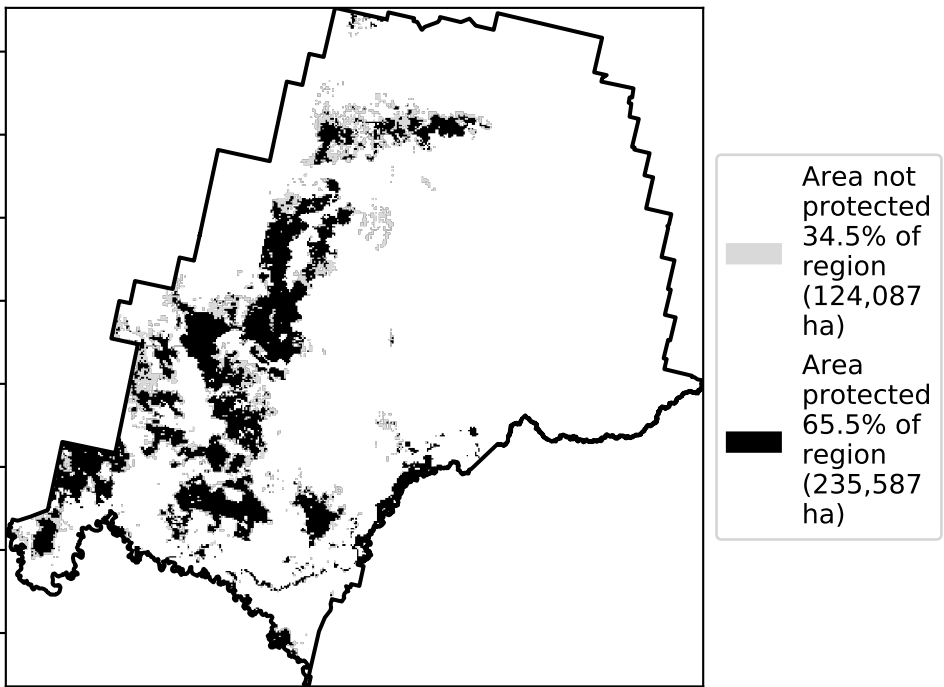 Area not
protected
34.5% of
region
(124,087
ha)
Area
protected
65.5% of
region
(235,587
ha)